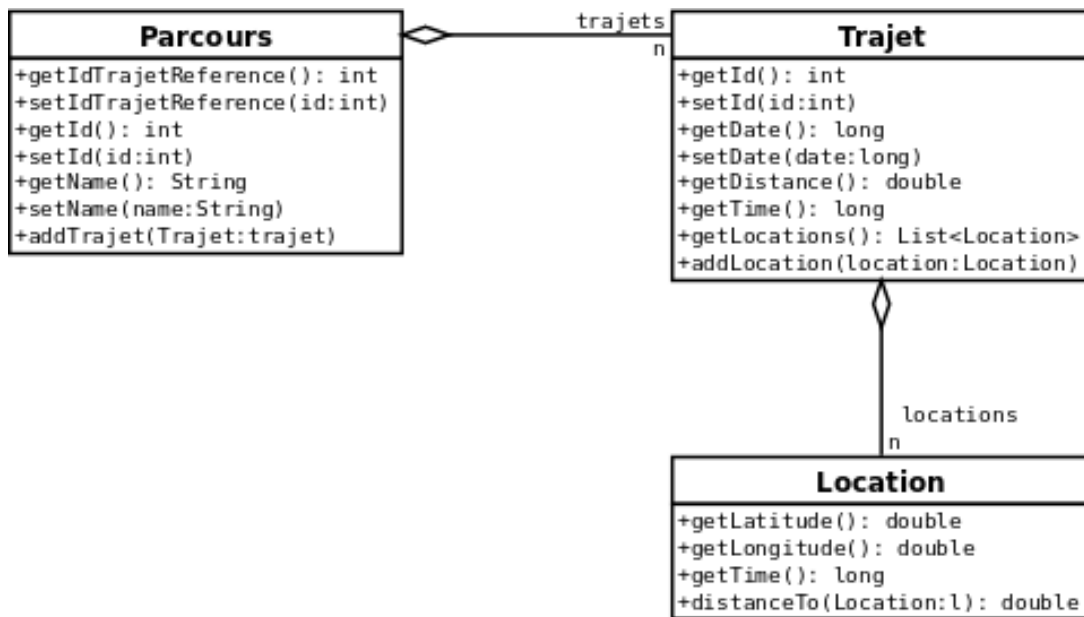 Parcours
+getIdTrajetReference(): int
+setIdTrajetReference(id:int)
+getId(): int
+setId(id:int)
+getName(): String
+setName(name:String)
+addTrajet(Trajet:trajet)
trajets
n
Trajet
+getId(): int
+setId(id:int)
+getDate(): long
+setDate(date:long)
+getDistance(): double
+getTime(): long
+getLocations(): List<Location>
+addLocation(location:Location)
locations
n
Location
+getLatitude(): double
+getLongitude(): double
+getTime(): long
+distanceTo(Location:l): double